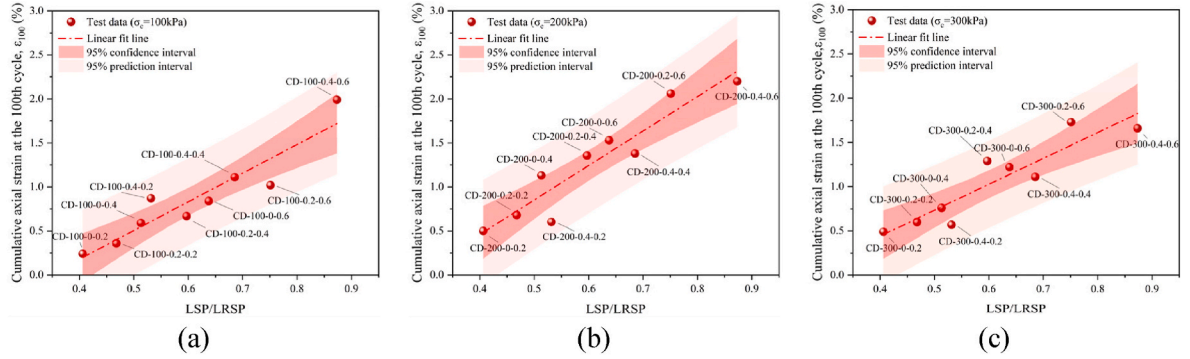 Cumulative axial strain at the 100th cycle, ε100 (%)
3.0
2.5
2.0
1.5
1.0
0.5
0.0
Test data (σc=100kPa)
Linear fit line
95% confidence interval
95% prediction interval
CD-100-0.4-0.6
CD-100-0.4-0.4
CD-100-0.4-0.2
CD-100-0-0.4
CD-100-0-0.2
CD-100-0.2-0.6
CD-100-0-0.6
CD-100-0.2-0.4
CD-100-0.2-0.2
0.4 0.5 0.6 0.7 0.8 0.9
LSP/LRSP
(a)
Cumulative axial strain at the 100th cycle, ε100 (%)
3.0
2.5
2.0
1.5
1.0
0.5
0.0
Test data (σc=200kPa)
Linear fit line
95% confidence interval
95% prediction interval
CD-200-0.2-0.6
CD-200-0.4-0.6
CD-200-0-0.6
CD-200-0.2-0.4
CD-200-0-0.4
CD-200-0.4-0.4
CD-200-0.2-0.2
CD-200-0-0.2
CD-200-0.4-0.2
0.4 0.5 0.6 0.7 0.8 0.9
LSP/LRSP
(b)
Cumulative axial strain at the 100th cycle,ε100 (%)
3.0
2.5
2.0
1.5
1.0
0.5
0.0
Test data (σc=300kPa)
Linear fit line
95% confidence interval
95% prediction interval
CD-300-0.2-0.6
CD-300-0.2-0.4
CD-300-0-0.6
CD-300-0.4-0.6
CD-300-0-0.4
CD-300-0.2-0.2
CD-300-0.4-0.4
CD-300-0-0.2
CD-300-0.4-0.2
0.4 0.5 0.6 0.7 0.8 0.9
LSP/LRSP
(c)